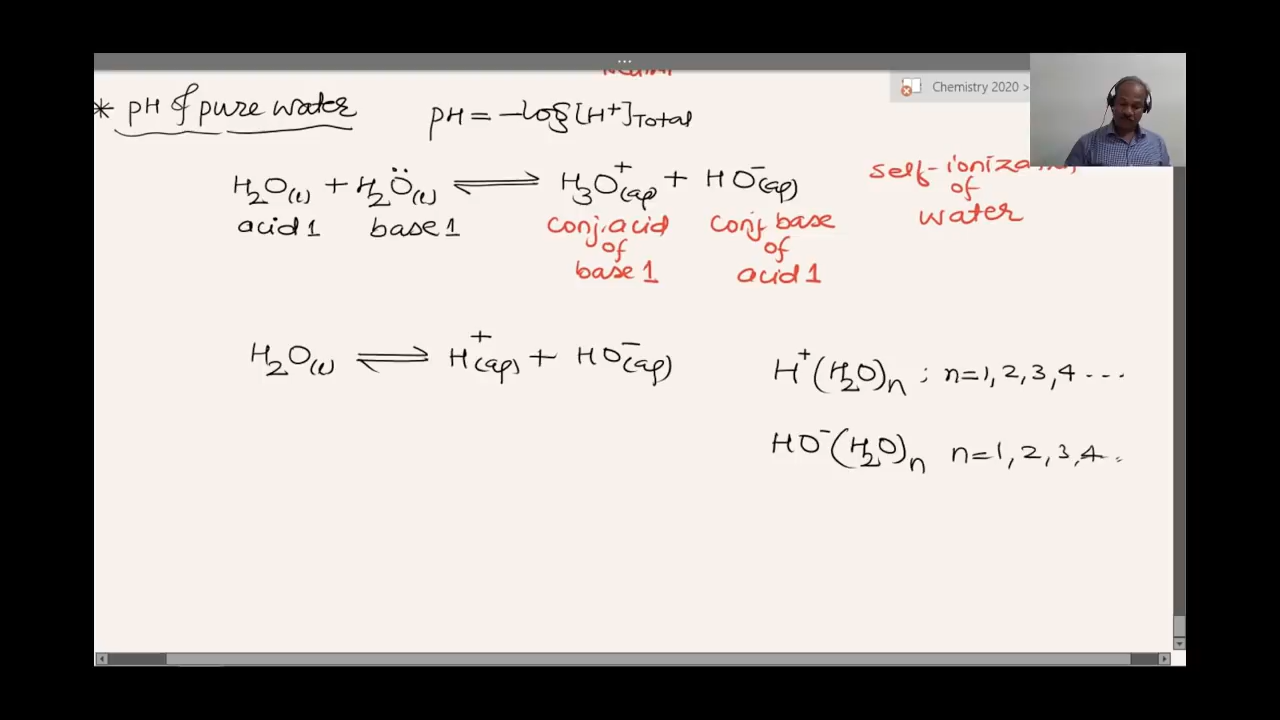 Chemistry 2020 >
* pH of pure water
pH = -log[H⁺]Total
H₂O(l) + H₂Ö(l) ⇌ H₃O⁺(aq) + HO⁻(aq)
acid 1 base 1 conj. acid of base 1 conj. base of acid 1
self-ioniza
of
water
H₂O(l) ⇌ H⁺(aq) + HO⁻(aq)
H⁺(H₂O)n ; n=1,2,3,4 ...
HO⁻(H₂O)n n=1,2,3,4 ..